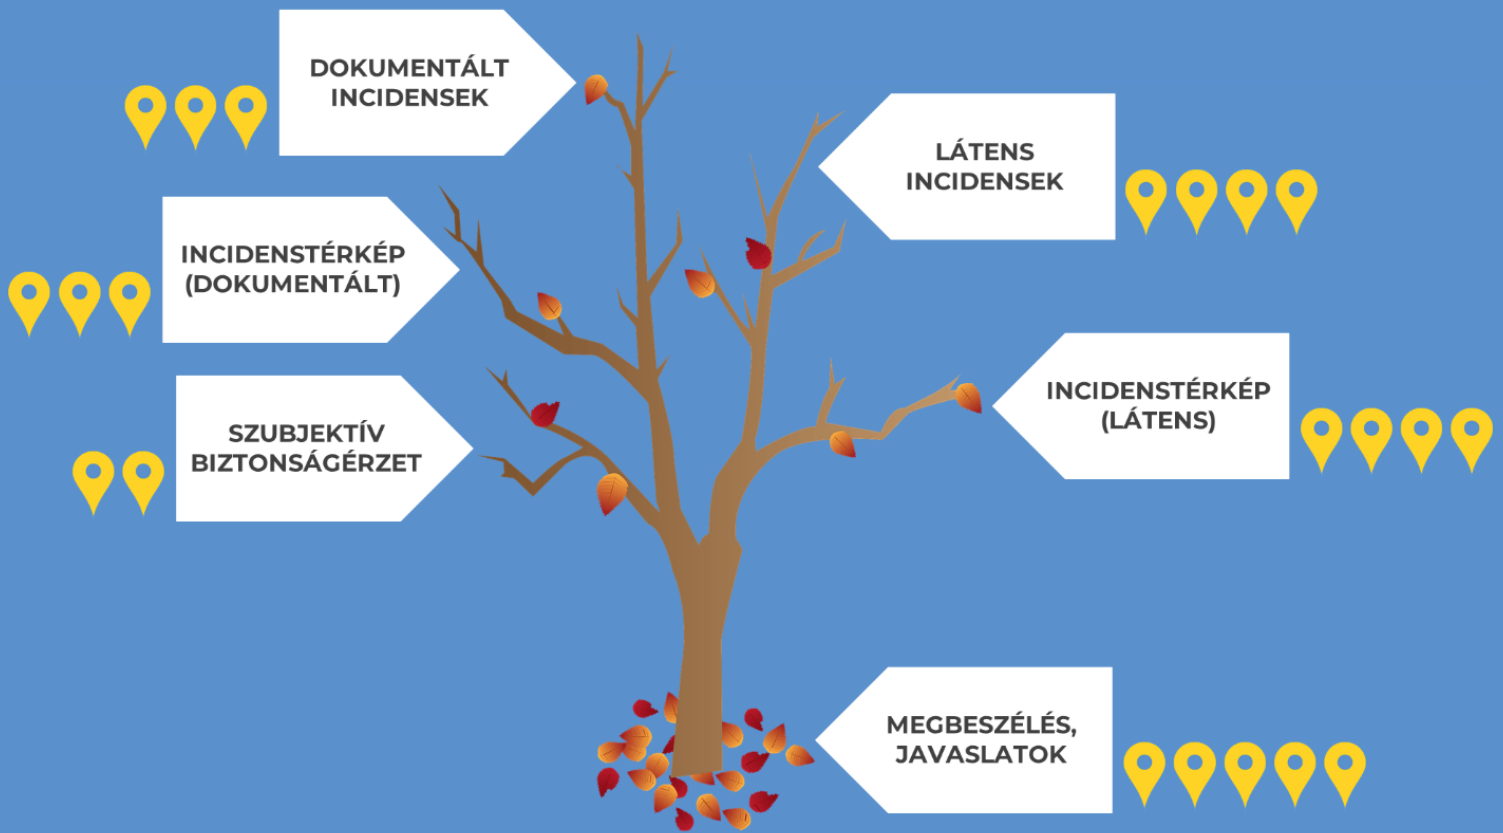 DOKUMENTÁLT
INCIDENSEK
LÁTENS
INCIDENSEK
INCIDENSTÉRKÉP
(DOKUMENTÁLT)
INCIDENSTÉRKÉP
(LÁTENS)
SZUBJEKTÍV
BIZTONSÁGÉRZET
MEGBESZÉLÉS,
JAVASLATOK